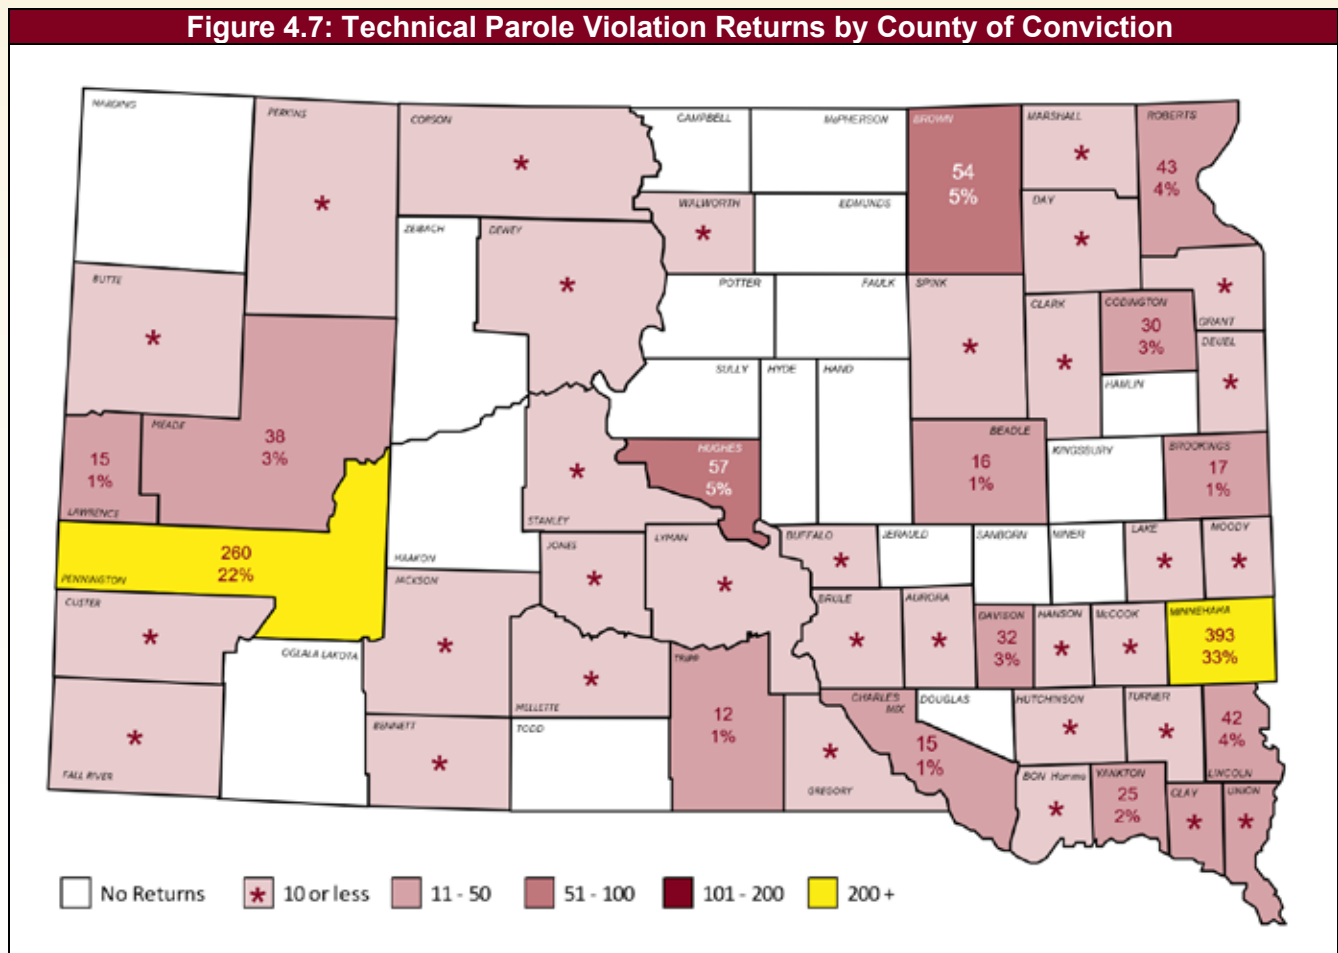 Figure 4.7: Technical Parole Violation Returns by County of Conviction
HARDING
PERKINS
*
CORSON
*
CAMPBELL
McPHERSON
BROWN
54
5%
MARSHALL
*
ROBERTS
43
4%
WALWORTH
*
EDMUNDS
DAY
*
ZEIBACH
DEWEY
*
BUTTE
*
POTTER
FAULK
SPINK
*
CLARK
*
CODINGTON
30
3%
*
GRANT
DEUEL
*
HAMLIN
SULLY
HYDE
HAND
MEADE
38
3%
15
1%
LAWRENCE
*
STANLEY
HUGHES
57
5%
BEADLE
16
1%
KINGSBURY
BROOKINGS
17
1%
260
22%
PENNINGTON
HAAKON
JONES
*
LYMAN
*
BUFFALO
*
JERAULD
SANBORN
MINER
LAKE
*
MOODY
*
CUSTER
*
JACKSON
*
BRULE
*
AURORA
*
DAVISON
32
3%
HANSON
*
McCOOK
*
MINNEHAHA
393
33%
OGLALA LAKOTA
*
MELLETTE
TRIPP
12
1%
*
FALL RIVER
BENNETT
*
TODD
*
GREGORY
CHARLES
MIX
15
1%
DOUGLAS
HUTCHINSON
*
TURNER
*
42
4%
LINCOLN
BON Homme
*
YANKTON
25
2%
CLAY
*
UNION
*
No Returns
* 10 or less
11 - 50
51 - 100
101 - 200
200 +